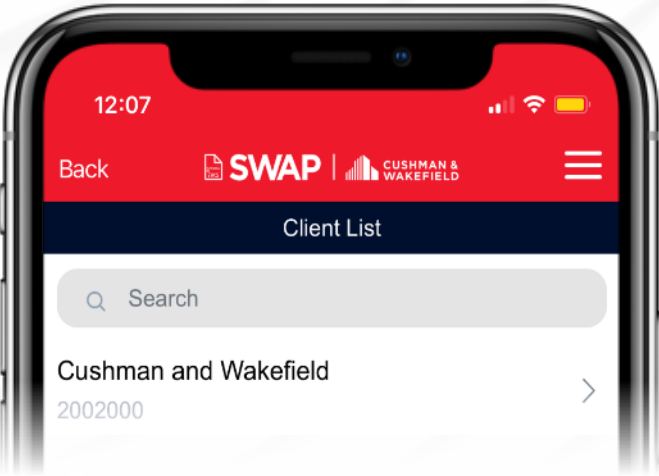 12:07
Back SWAP | CUSHMAN & WAKEFIELD
Client List
Search
Cushman and Wakefield
2002000